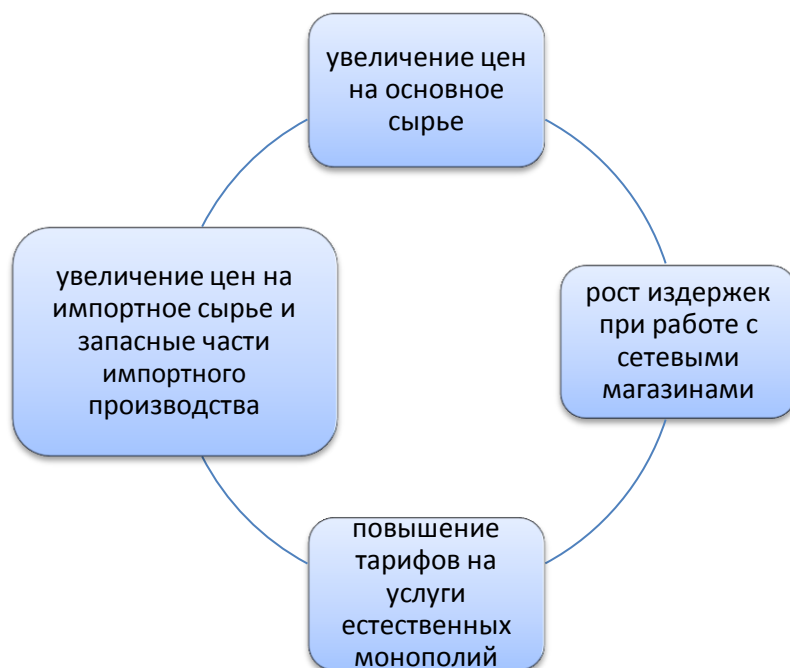 увеличение цен
на основное
сырье
рост издержек
при работе с
сетевыми
магазинами
повышение
тарифов на
услуги
естественных
монополий
увеличение цен на
импортное сырье и
запасные части
импортного
производства